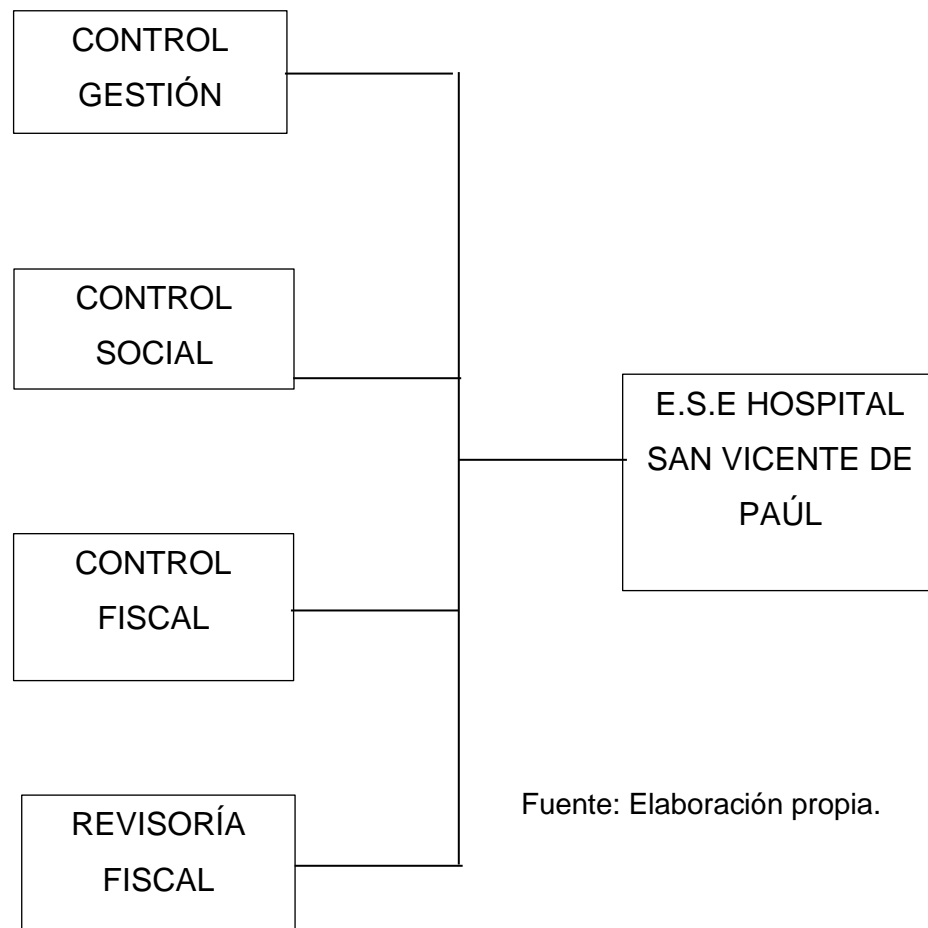 CONTROL
GESTIÓN
CONTROL
SOCIAL
E.S.E HOSPITAL
SAN VICENTE DE
PAÚL
CONTROL
FISCAL
Fuente: Elaboración propia.
REVISORÍA
FISCAL